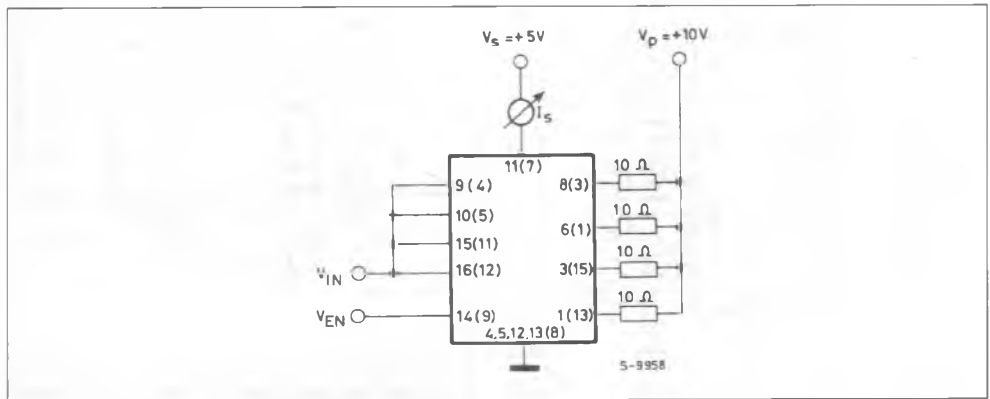 Vs = +5V
Vp = +10V
Is
11(7)
10 Ω
9(4)
8(3)
10(5)
10 Ω
6(1)
15(11)
10 Ω
VIN
16(12)
3(15)
10 Ω
VEN
14(9)
1(13)
4,5,12,13(8)
S-9958